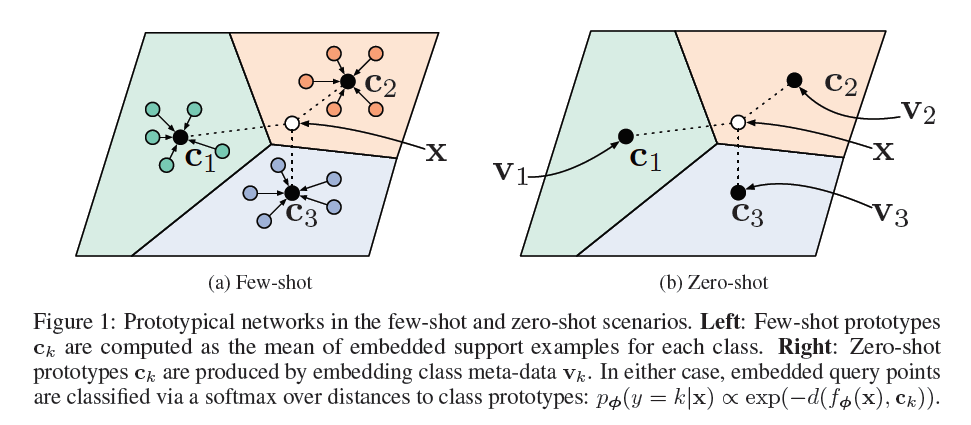 c₁
c₂
c₃
x
(a) Few-shot
v₁
c₁
c₂
c₃
v₂
x
v₃
(b) Zero-shot
Figure 1: Prototypical networks in the few-shot and zero-shot scenarios. Left: Few-shot prototypes
cₖ are computed as the mean of embedded support examples for each class. Right: Zero-shot
prototypes cₖ are produced by embedding class meta-data vₖ. In either case, embedded query points
are classified via a softmax over distances to class prototypes: p_ϕ(y = k|x) ∝ exp(−d(f_ϕ(x), cₖ)).